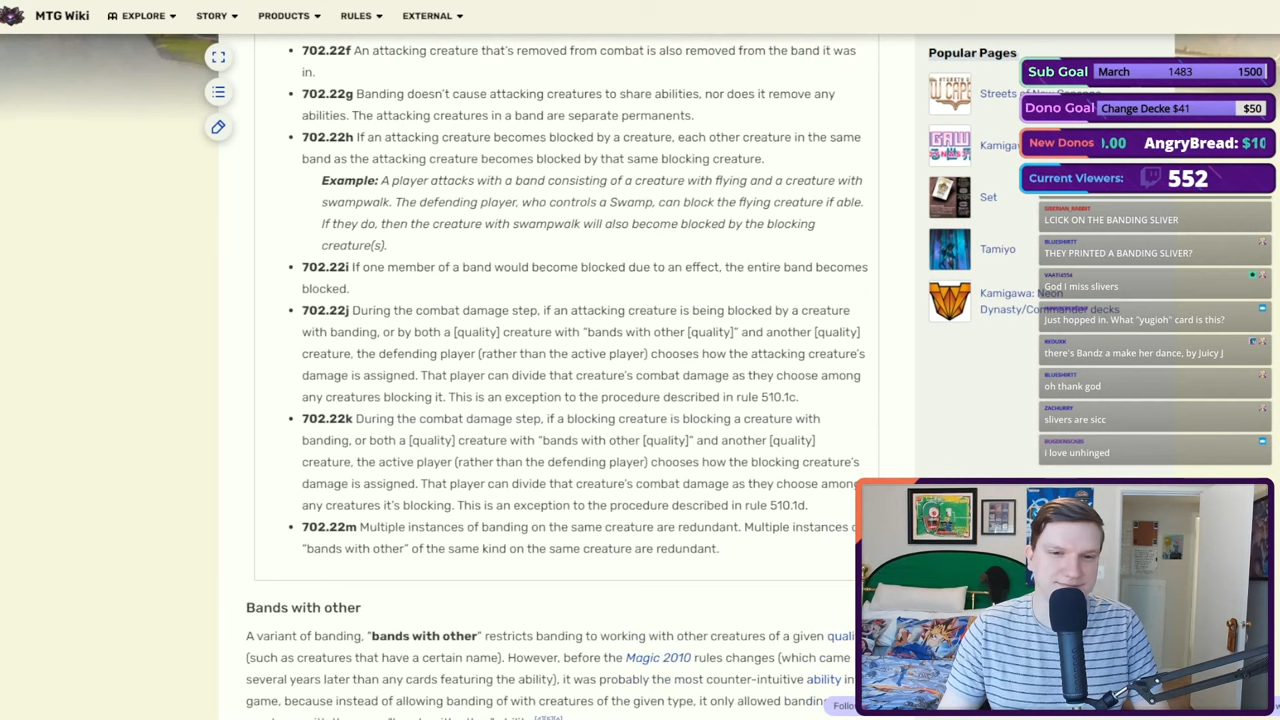 MTG Wiki EXPLORE STORY PRODUCTS RULES EXTERNAL
702.22f An attacking creature that's removed from combat is also removed from the band it was
in.
702.22g Banding doesn't cause attacking creatures to share abilities, nor does it remove any
abilities. The attacking creatures in a band are separate permanents.
702.22h If an attacking creature becomes blocked by a creature, each other creature in the same
band as the attacking creature becomes blocked by that same blocking creature.
Example: A player attacks with a band consisting of a creature with flying and a creature with
swampwalk. The defending player, who controls a Swamp, can block the flying creature if able.
If they do, then the creature with swampwalk will also become blocked by the blocking
creature(s).
702.22i If one member of a band would become blocked due to an effect, the entire band becomes
blocked.
702.22j During the combat damage step, if an attacking creature is being blocked by a creature
with banding, or by both a [quality] creature with “bands with other [quality]” and another [quality]
creature, the defending player (rather than the active player) chooses how the attacking creature's
damage is assigned. That player can divide that creature's combat damage as they choose among
any creatures blocking it. This is an exception to the procedure described in rule 510.1c.
702.22k During the combat damage step, if a blocking creature is blocking a creature with
banding, or both a [quality] creature with “bands with other [quality]” and another [quality]
creature, the active player (rather than the defending player) chooses how the blocking creature's
damage is assigned. That player can divide that creature's combat damage as they choose among
any creatures it's blocking. This is an exception to the procedure described in rule 510.1d.
702.22m Multiple instances of banding on the same creature are redundant. Multiple instances
“bands with other” of the same kind on the same creature are redundant.
Bands with other
A variant of banding, “bands with other” restricts banding to working with other creatures of a given
(such as creatures that have a certain name). However, before the Magic 2010 rules changes (which came
several years later than any cards featuring the ability), it was probably the most counter-intuitive ability in
game, because instead of allowing banding of with creatures of the given type, it only allowed
Popular Pages
Streets of New
Set
Tamiyo
Kamigawa: Neon
Dynasty/Commander decks
Sub Goal March 1483 1500
Dono Goal Change Decke $41 $50
New Donos .00 AngryBread: $10
Current Viewers: 552
SIBERIAN_RABBIT
LCICK ON THE BANDING SLIVER
BLUESHIRTT
THEY PRINTED A BANDING SLIVER?
God I miss slivers
Just hopped in. What "yugioh" card is this?
there's Bandz a make her dance, by Juicy J
BLUESHIRTT
oh thank god
ZACHURRY
slivers are sicc
i love unhinged
Follo